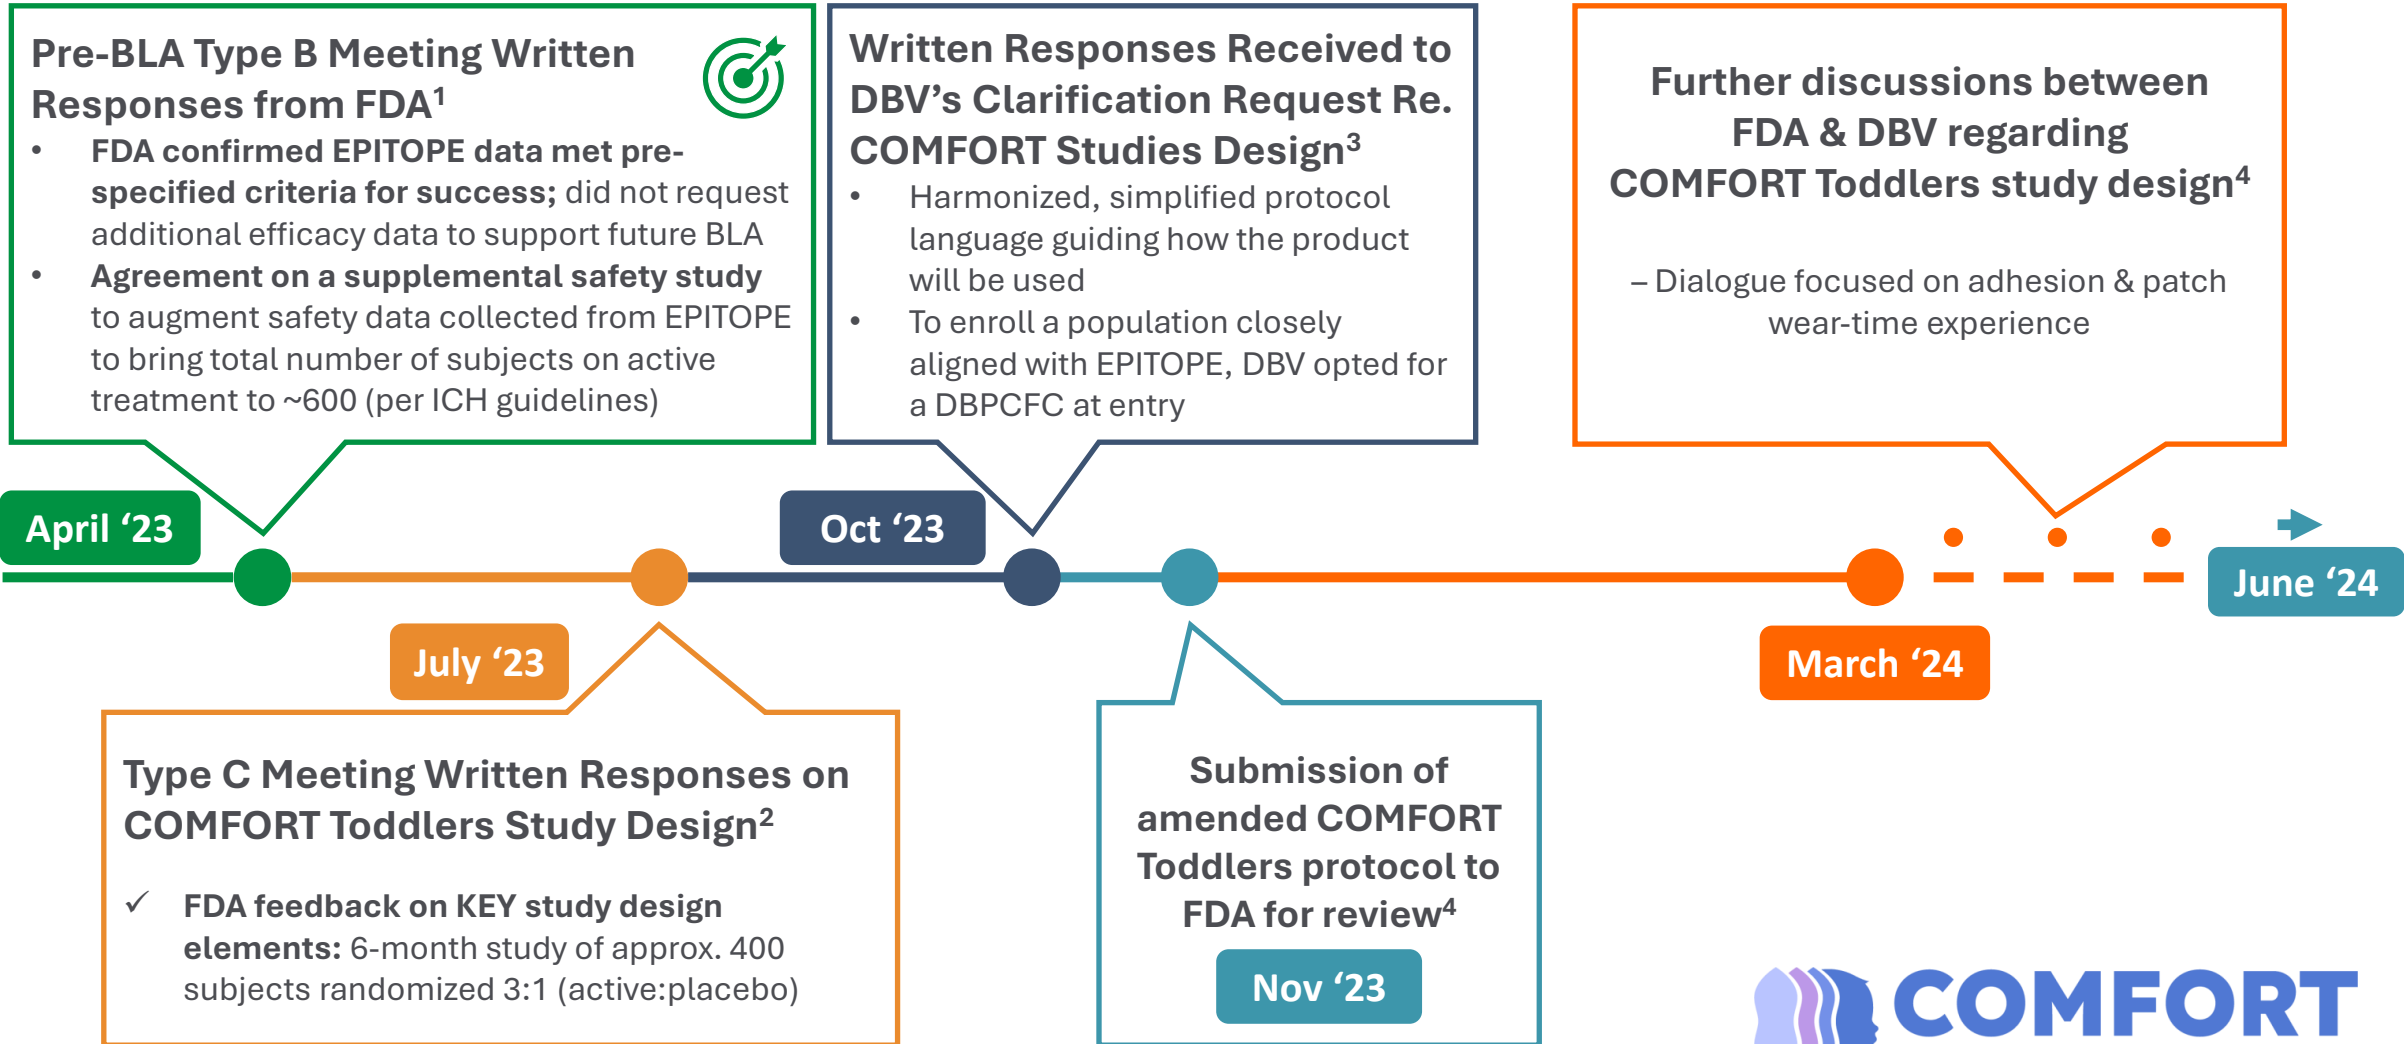 Pre-BLA Type B Meeting Written
Responses from FDA¹
• FDA confirmed EPITOPE data met pre-
specified criteria for success; did not request
additional efficacy data to support future BLA
• Agreement on a supplemental safety study
to augment safety data collected from EPITOPE
to bring total number of subjects on active
treatment to ~600 (per ICH guidelines)
Written Responses Received to
DBV’s Clarification Request Re.
COMFORT Studies Design³
• Harmonized, simplified protocol
language guiding how the product
will be used
• To enroll a population closely
aligned with EPITOPE, DBV opted for
a DBPCFC at entry
Further discussions between
FDA & DBV regarding
COMFORT Toddlers study design⁴
– Dialogue focused on adhesion & patch
wear-time experience
April ‘23
Oct ‘23
June ‘24
July ‘23
March ‘24
Type C Meeting Written Responses on
COMFORT Toddlers Study Design²
✓ FDA feedback on KEY study design
elements: 6-month study of approx. 400
subjects randomized 3:1 (active:placebo)
Submission of
amended COMFORT
Toddlers protocol to
FDA for review⁴
Nov ‘23
COMFORT